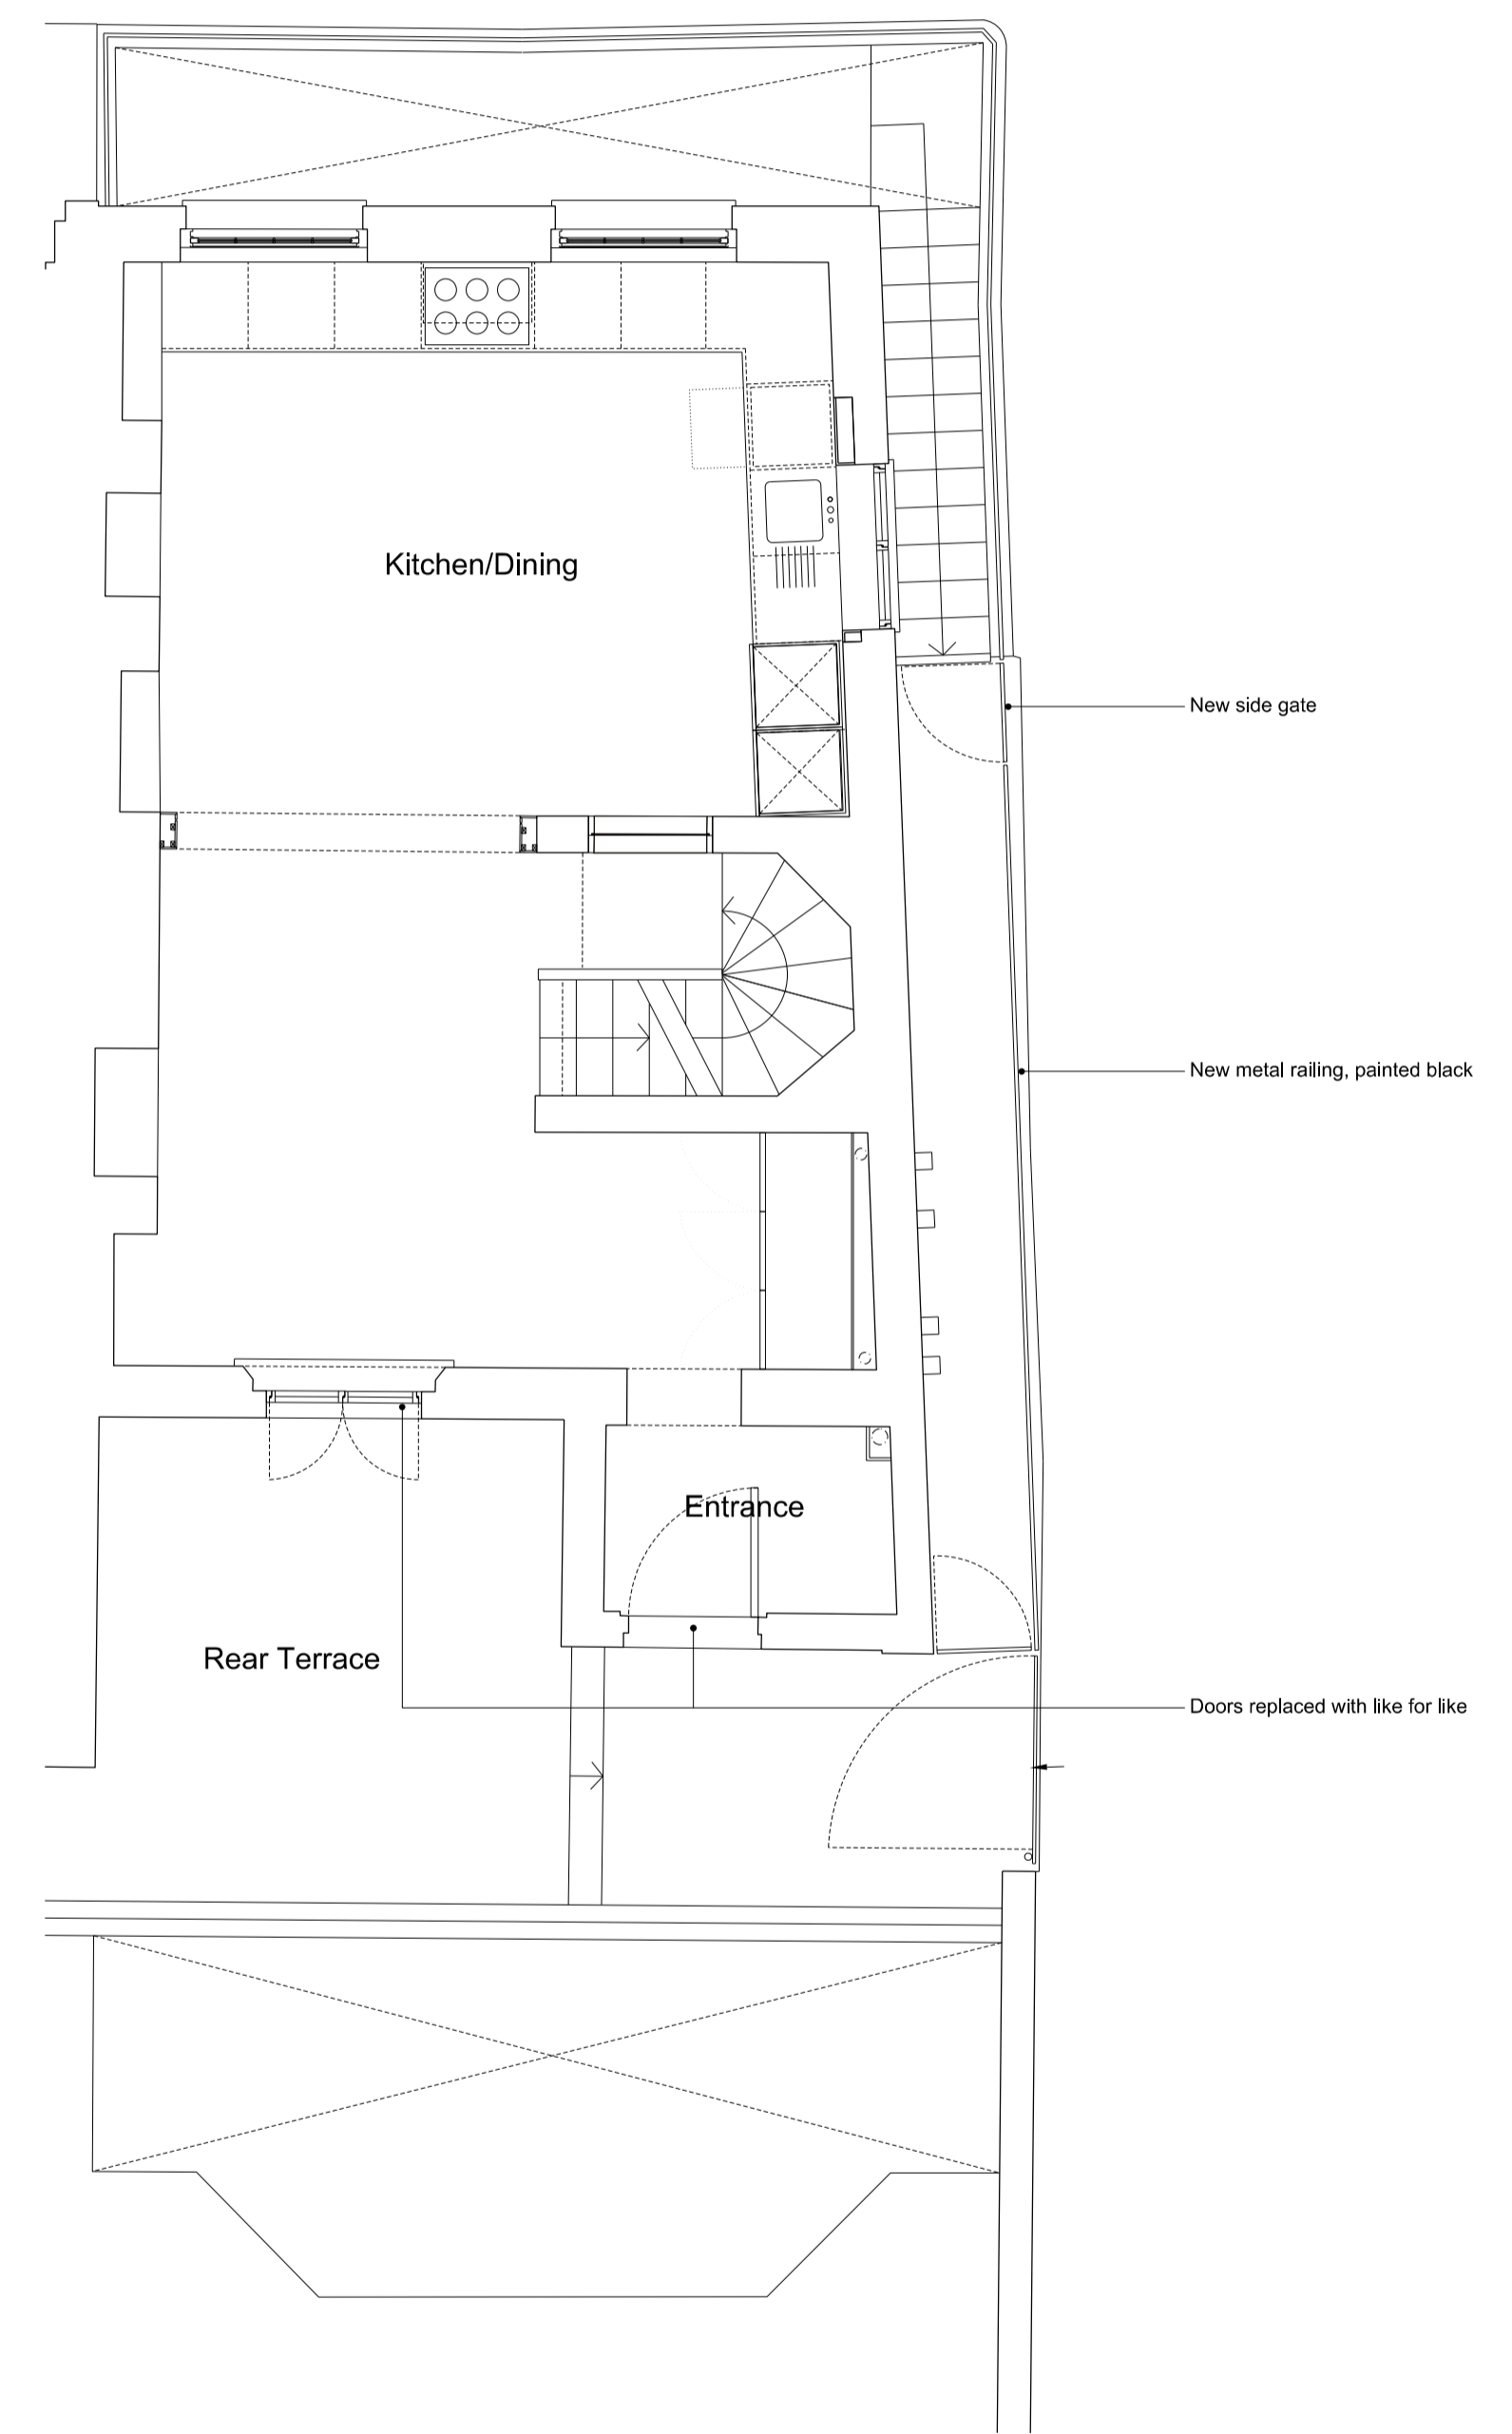 Kitchen/Dining
New side gate
New metal railing, painted black
Entrance
Rear Terrace
Doors replaced with like for like